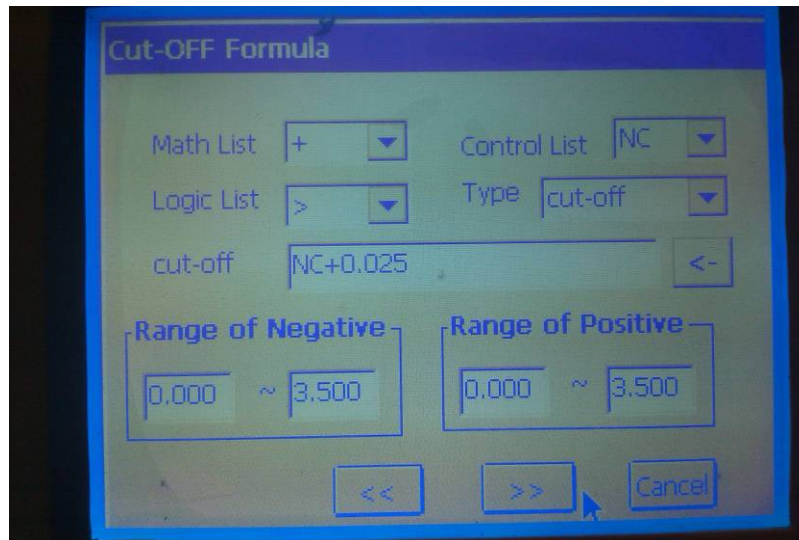 Cut-OFF Formula
Math List + Control List NC
Logic List > Type cut-off
cut-off NC+0.025 <-
Range of Negative Range of Positive
0.000 ~ 3.500 0.000 ~ 3.500
<< >> Cancel